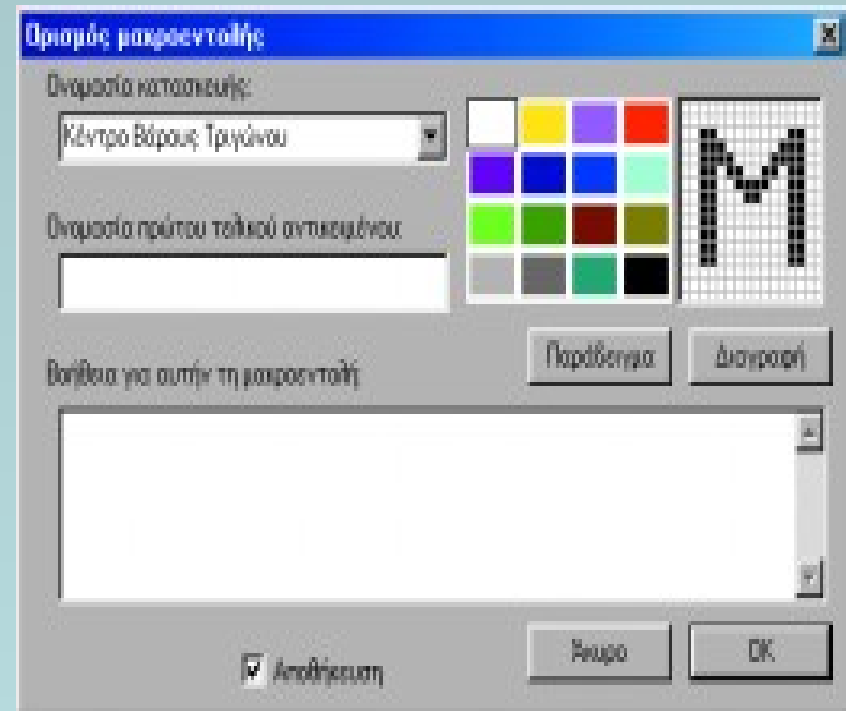 Ορισμός μακροεντολής
Ονομασία κατασκευής:
Κέντρο Βάρους Τριγώνου
Ονομασία πρώτου τελικού αντικειμένου:
M
Παράδειγμα
Διαγραφή
Βοήθεια για αυτήν τη μακροεντολή:
Άκυρο
OK
Αποθήκευση